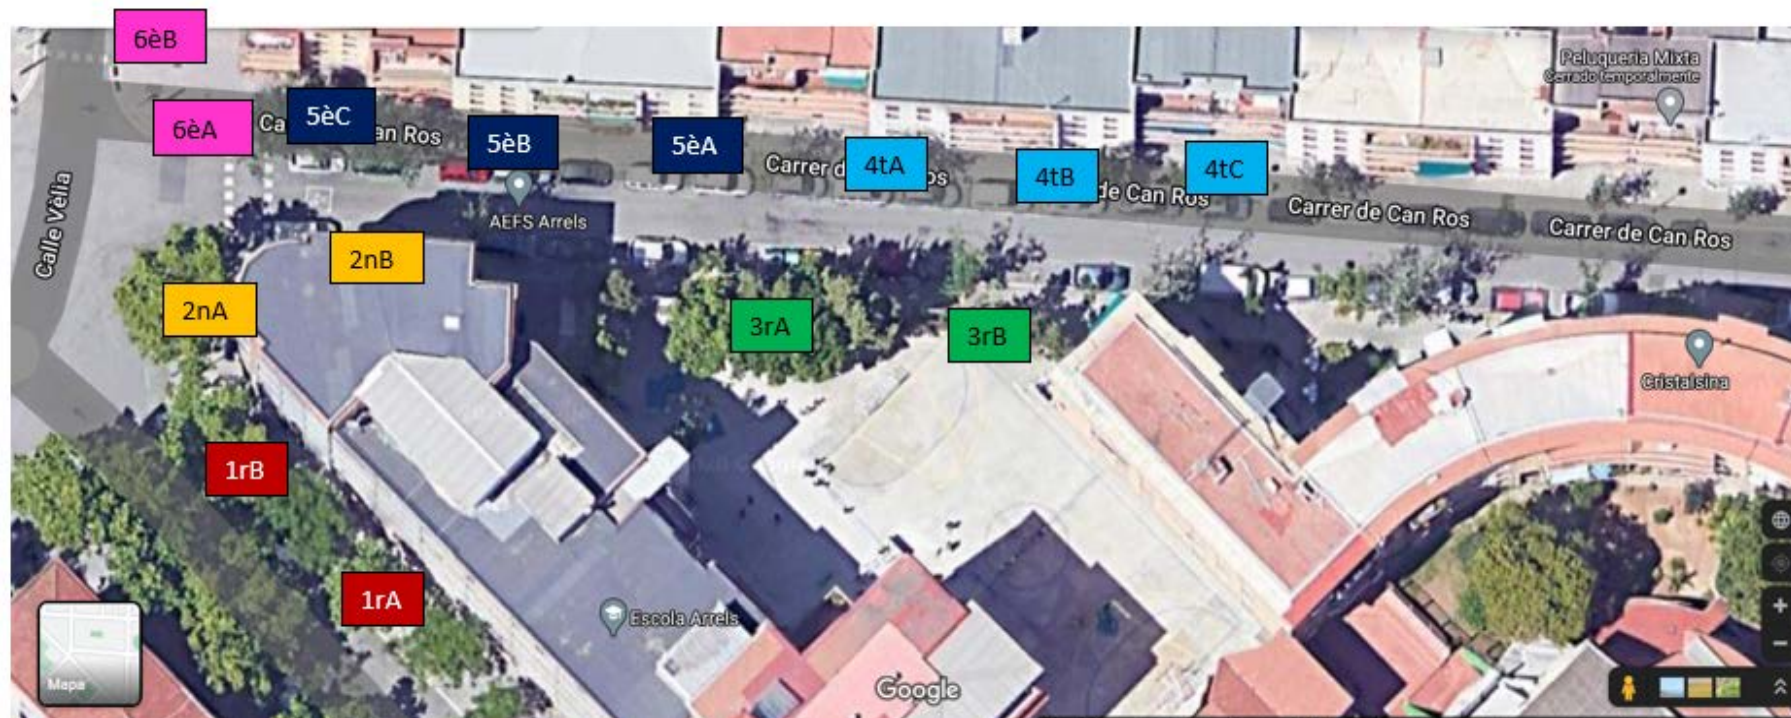 6èB
Peluqueria Mixta
Cerrado temporalmente
6èA
5èC
Ca
an Ros
5èB
5èA
Carrer d
4tA
os
4tB
de Can Ros
4tC
Carrer de Can Ros
Carrer de Can Ros
Calle Vèlia
AEFS Arrels
2nB
2nA
3rA
3rB
Cristalsina
1rB
1rA
Escola Arrels
Mapa
Google